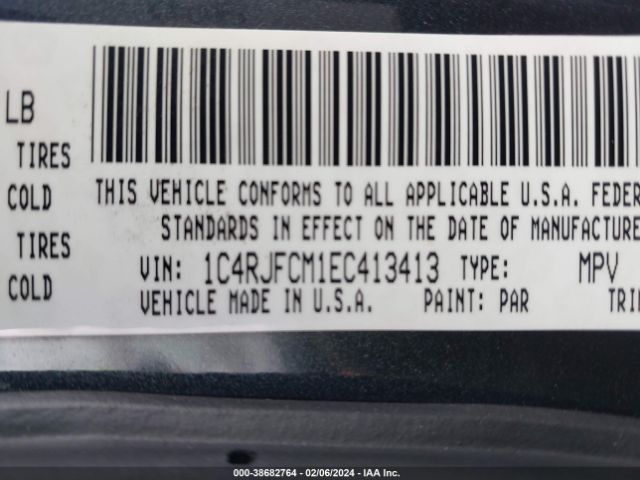 LB
TIRES
COLD
TIRES
COLD
THIS VEHICLE CONFORMS TO ALL APPLICABLE U.S.A. FEDER
STANDARDS IN EFFECT ON THE DATE OF MANUFACTURE
VIN: 1C4RJFCM1EC413413 TYPE: MPV
VEHICLE MADE IN U.S.A. PAINT: PAR TRI
000-38682764 - 02/06/2024 - IAA Inc.